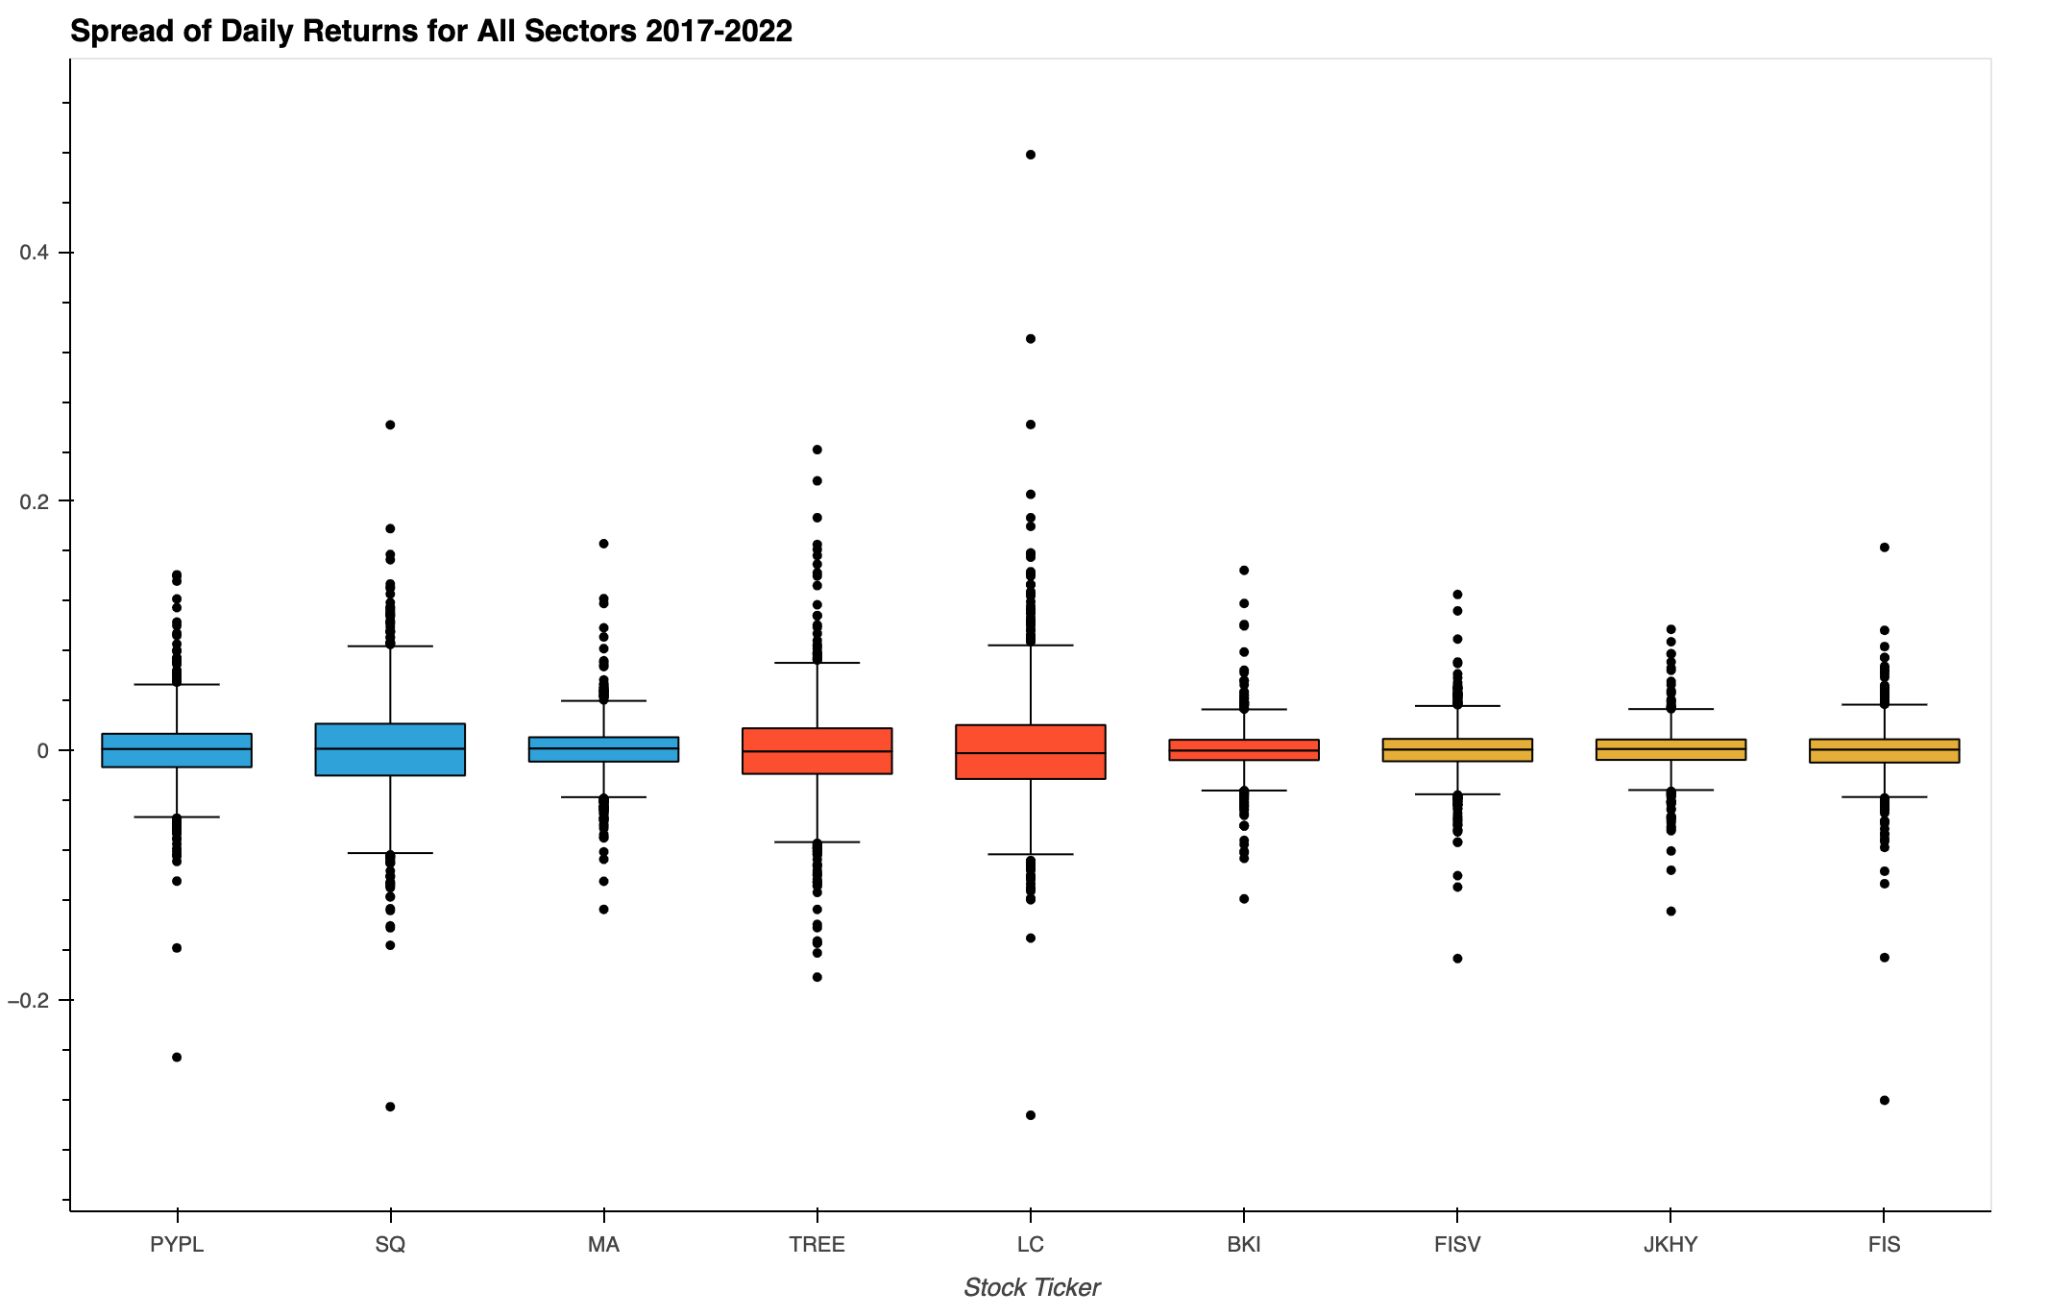 Spread of Daily Returns for All Sectors 2017-2022
0.4
0.2
0
−0.2
PYPL SQ MA TREE LC BKI FISV JKHY FIS
Stock Ticker